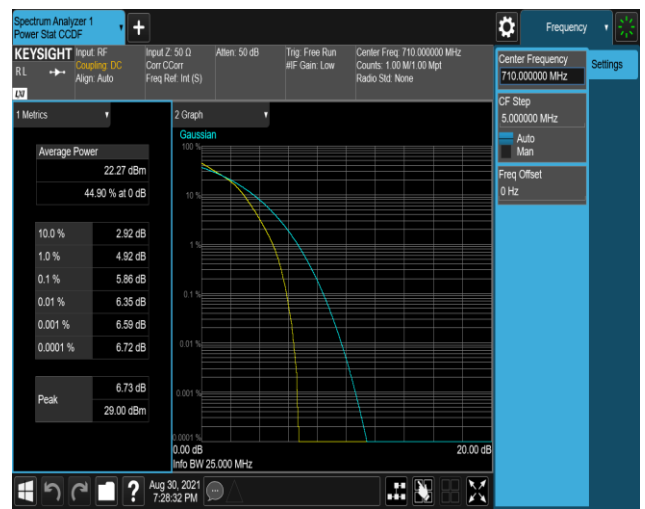 Spectrum Analyzer 1
Power Stat CCDF
+
Frequency
KEYSIGHT
RL
LXI
Input: RF
Coupling: DC
Align: Auto
Input Z: 50 Ω
Corr CCorr
Freq Ref: Int (S)
Atten: 50 dB
Trig: Free Run
#IF Gain: Low
Center Freq: 710.000000 MHz
Counts: 1.00 M/1.00 Mpt
Radio Std: None
Center Frequency
710.000000 MHz
Settings
CF Step
5.000000 MHz
Auto
Man
Freq Offset
0 Hz
1 Metrics
Average Power
22.27 dBm
44.90 % at 0 dB
10.0 % 2.92 dB
1.0 % 4.92 dB
0.1 % 5.86 dB
0.01 % 6.35 dB
0.001 % 6.59 dB
0.0001 % 6.72 dB
Peak
6.73 dB
29.00 dBm
2 Graph
Gaussian
100 %
10 %
1 %
0.1 %
0.01 %
0.001 %
0.0001 %
0.00 dB 20.00 dB
Info BW 25.000 MHz
?
Aug 30, 2021
7:28:32 PM